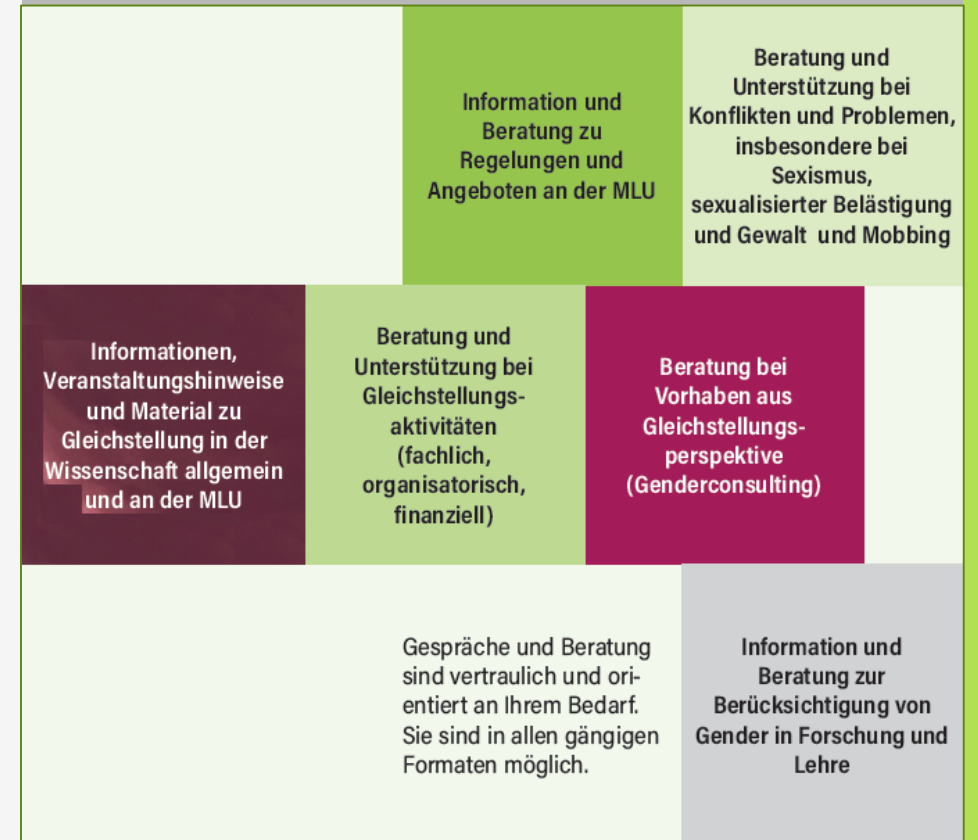 Information und
Beratung zu
Regelungen und
Angeboten an der MLU
Beratung und
Unterstützung bei
Konflikten und Problemen,
insbesondere bei
Sexismus,
sexualisierter Belästigung
und Gewalt und Mobbing
Informationen,
Veranstaltungshinweise
und Material zu
Gleichstellung in der
Wissenschaft allgemein
und an der MLU
Beratung und
Unterstützung bei
Gleichstellungs-
aktivitäten
(fachlich,
organisatorisch,
finanziell)
Beratung bei
Vorhaben aus
Gleichstellungs-
perspektive
(Genderconsulting)
Gespräche und Beratung
sind vertraulich und ori-
entiert an Ihrem Bedarf.
Sie sind in allen gängigen
Formaten möglich.
Information und
Beratung zur
Berücksichtigung von
Gender in Forschung und
Lehre